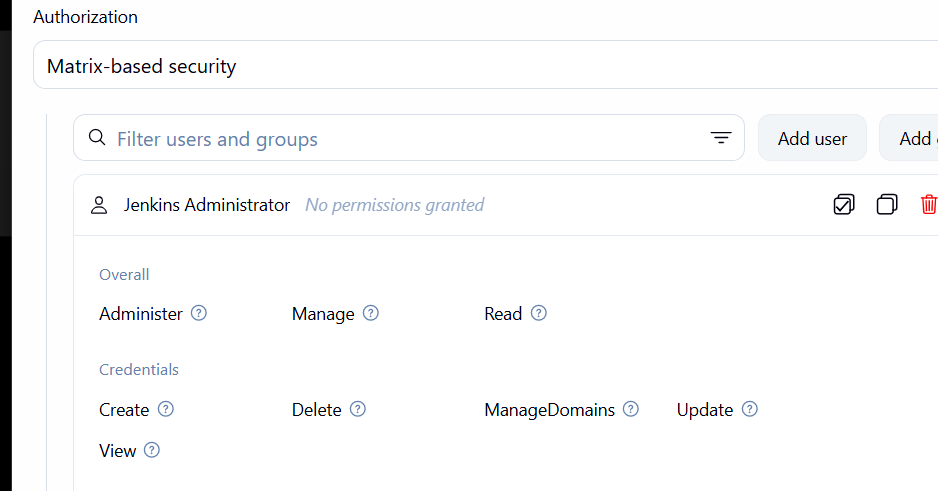 Authorization
Matrix-based security
Filter users and groups
Add user
Add
Jenkins Administrator No permissions granted
Overall
Administer ? Manage ? Read ?
Credentials
Create ? Delete ? ManageDomains ? Update ?
View ?